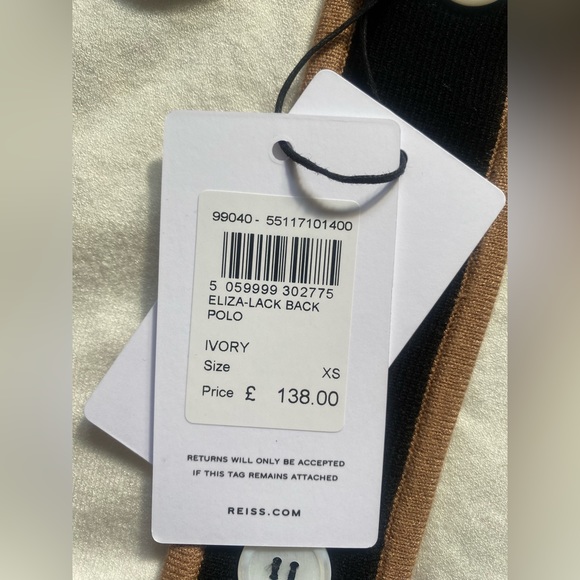 99040- 55117101400
5 059999 302775
ELIZA-LACK BACK
POLO
IVORY
Size XS
Price £ 138.00
RETURNS WILL ONLY BE ACCEPTED
IF THIS TAG REMAINS ATTACHED
REISS.COM